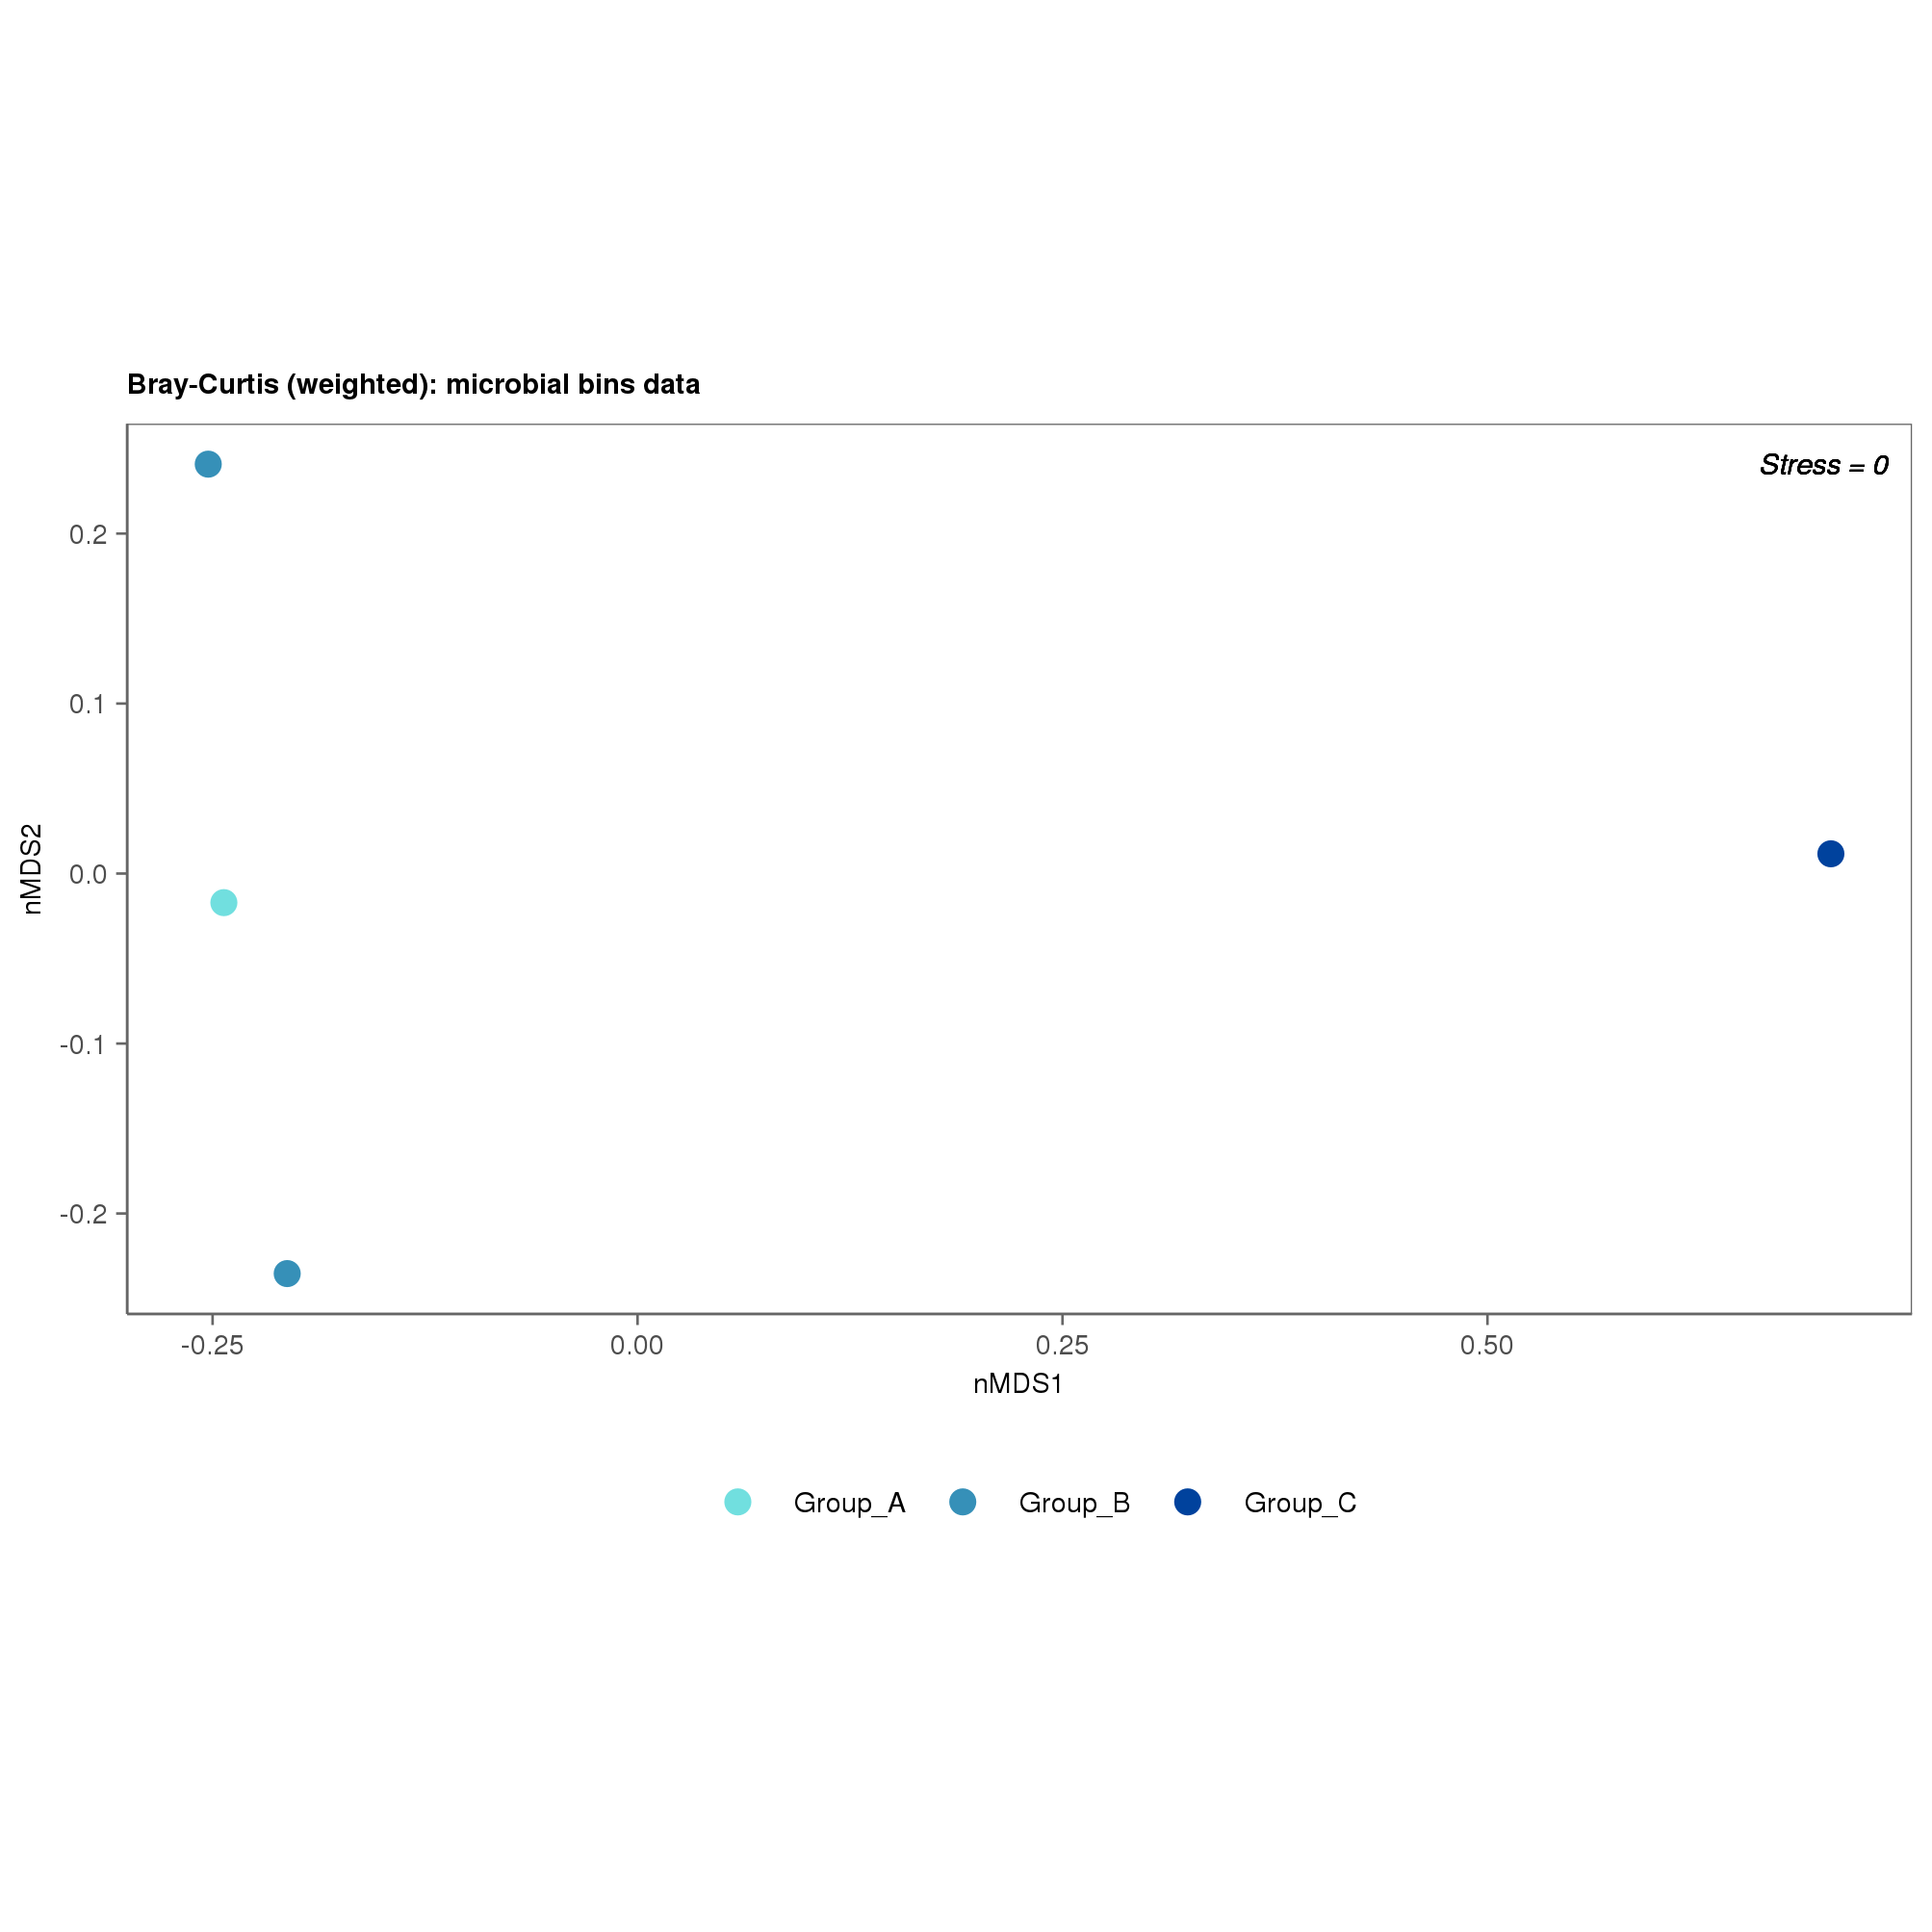 Bray-Curtis (weighted): microbial bins data
Stress = 0
0.2
0.1
0.0
-0.1
-0.2
nMDS2
-0.25 0.00 0.25 0.50
nMDS1
Group_A Group_B Group_C